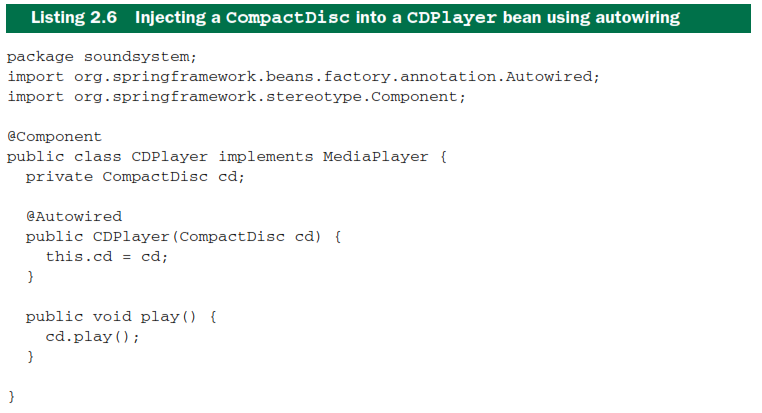 Listing 2.6 Injecting a CompactDisc into a CDPlayer bean using autowiring
package soundsystem;
import org.springframework.beans.factory.annotation.Autowired;
import org.springframework.stereotype.Component;
@Component
public class CDPlayer implements MediaPlayer {
private CompactDisc cd;
@Autowired
public CDPlayer(CompactDisc cd) {
this.cd = cd;
}
public void play() {
cd.play();
}
}